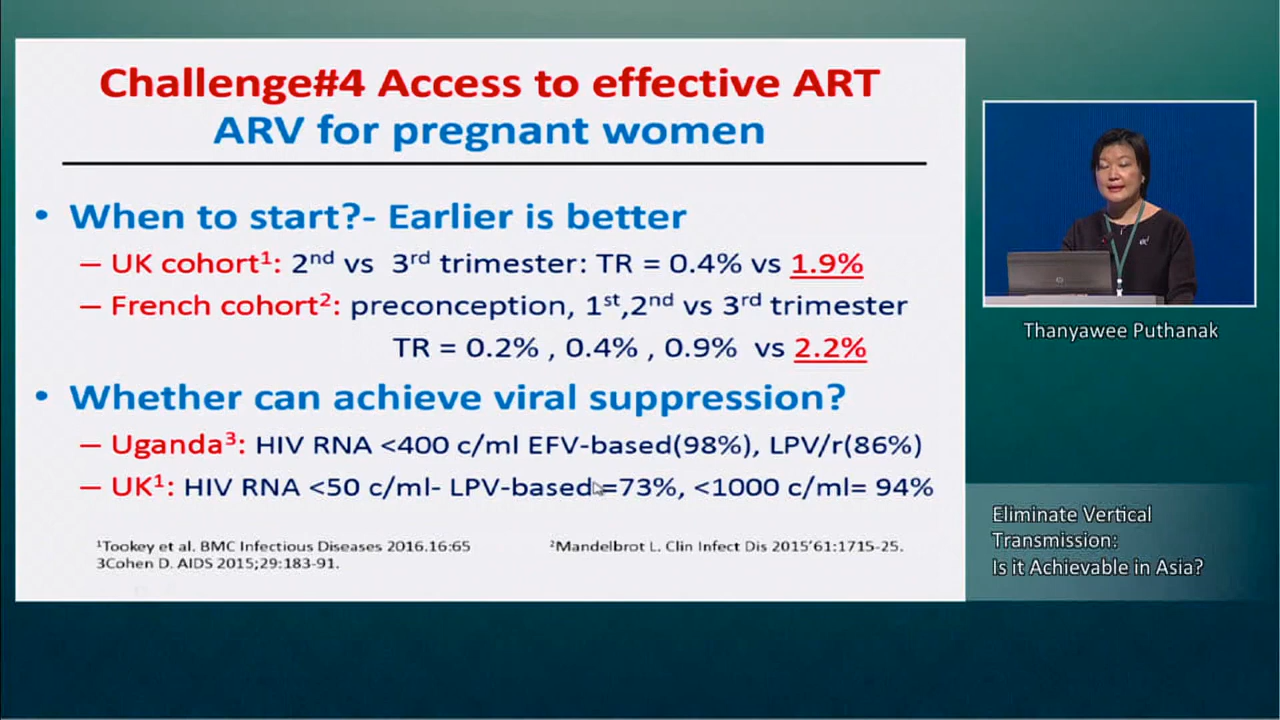 Challenge#4 Access to effective ART
ARV for pregnant women
• When to start?- Earlier is better
– UK cohort¹: 2ⁿᵈ vs 3ʳᵈ trimester: TR = 0.4% vs 1.9%
– French cohort²: preconception, 1ˢᵗ,2ⁿᵈ vs 3ʳᵈ trimester
TR = 0.2% , 0.4% , 0.9% vs 2.2%
• Whether can achieve viral suppression?
– Uganda³: HIV RNA <400 c/ml EFV-based(98%), LPV/r(86%)
– UK¹: HIV RNA <50 c/ml- LPV-based =73%, <1000 c/ml= 94%
¹Tookey et al. BMC Infectious Diseases 2016.16:65
²Mandelbrot L. Clin Infect Dis 2015'61:1715-25.
3Cohen D. AIDS 2015;29:183-91.
Thanyawee Puthanak
Eliminate Vertical
Transmission:
Is it Achievable in Asia?